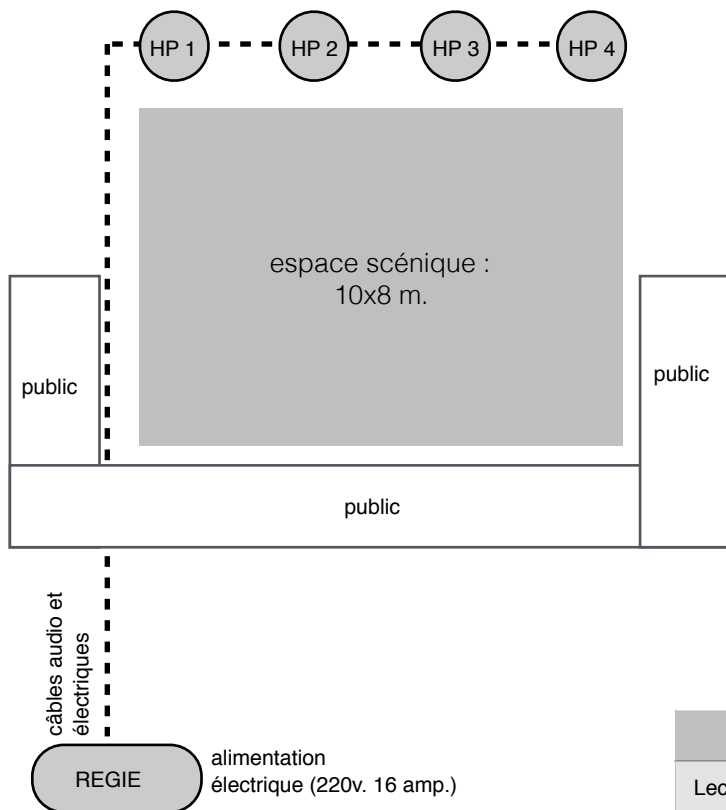 HP 1
HP 2
HP 3
HP 4
espace scénique :
10x8 m.
public
public
public
câbles audio et
électriques
REGIE
alimentation
électrique (220v. 16 amp.)